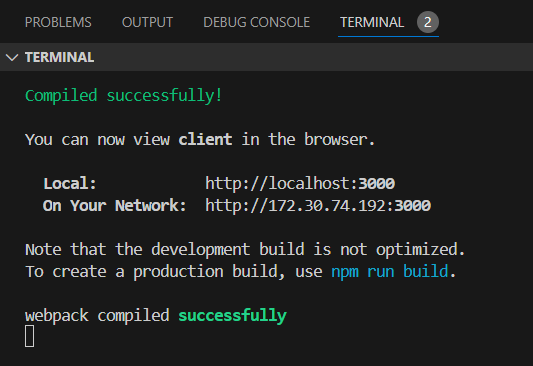 PROBLEMS OUTPUT DEBUG CONSOLE TERMINAL 2
TERMINAL
Compiled successfully!
You can now view client in the browser.
Local: http://localhost:3000
On Your Network: http://172.30.74.192:3000
Note that the development build is not optimized.
To create a production build, use npm run build.
webpack compiled successfully